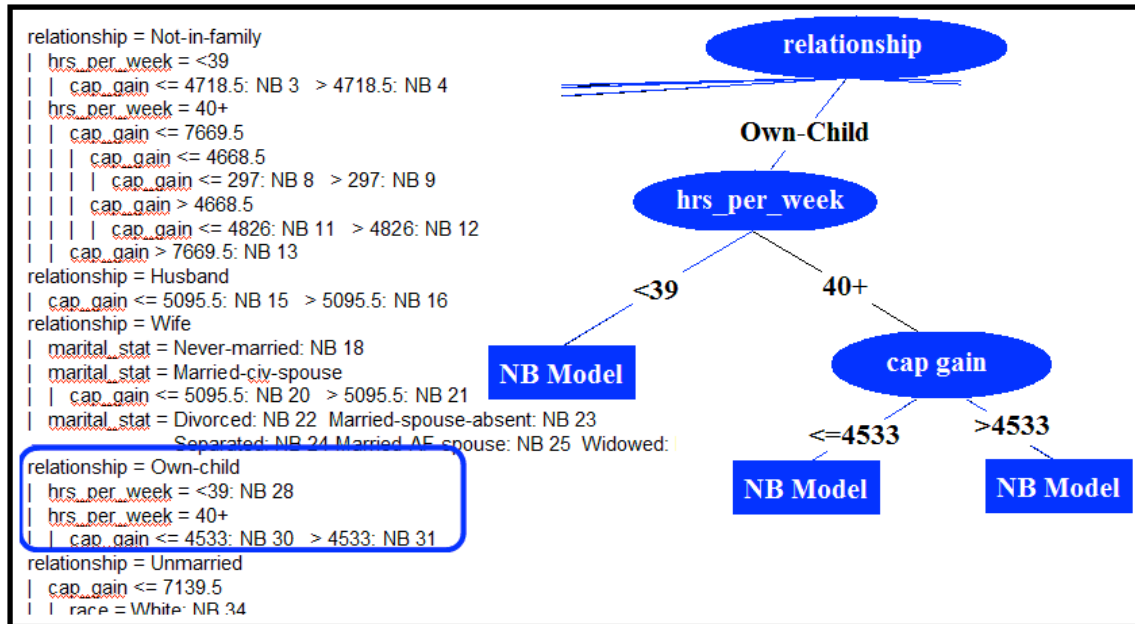 relationship = Not-in-family
| hrs_per_week = <39
| | cap_gain <= 4718.5: NB 3 > 4718.5: NB 4
| hrs_per_week = 40+
| | cap_gain <= 7669.5
| | | cap_gain <= 4668.5
| | | | cap_gain <= 297: NB 8 > 297: NB 9
| | | cap_gain > 4668.5
| | | | cap_gain <= 4826: NB 11 > 4826: NB 12
| | cap_gain > 7669.5: NB 13
relationship = Husband
| cap_gain <= 5095.5: NB 15 > 5095.5: NB 16
relationship = Wife
| marital_stat = Never-married: NB 18
| marital_stat = Married-civ-spouse
| | cap_gain <= 5095.5: NB 20 > 5095.5: NB 21
| marital_stat = Divorced: NB 22 Married-spouse-absent: NB 23
Separated: NB 24 Married-AF-spouse: NB 25 Widowed:
relationship = Own-child
| hrs_per_week = <39: NB 28
| hrs_per_week = 40+
| | cap_gain <= 4533: NB 30 > 4533: NB 31
relationship = Unmarried
| cap_gain <= 7139.5
| | race = White: NB 34
relationship
Own-Child
hrs_per_week
<39 40+
NB Model
cap gain
<=4533 >4533
NB Model NB Model